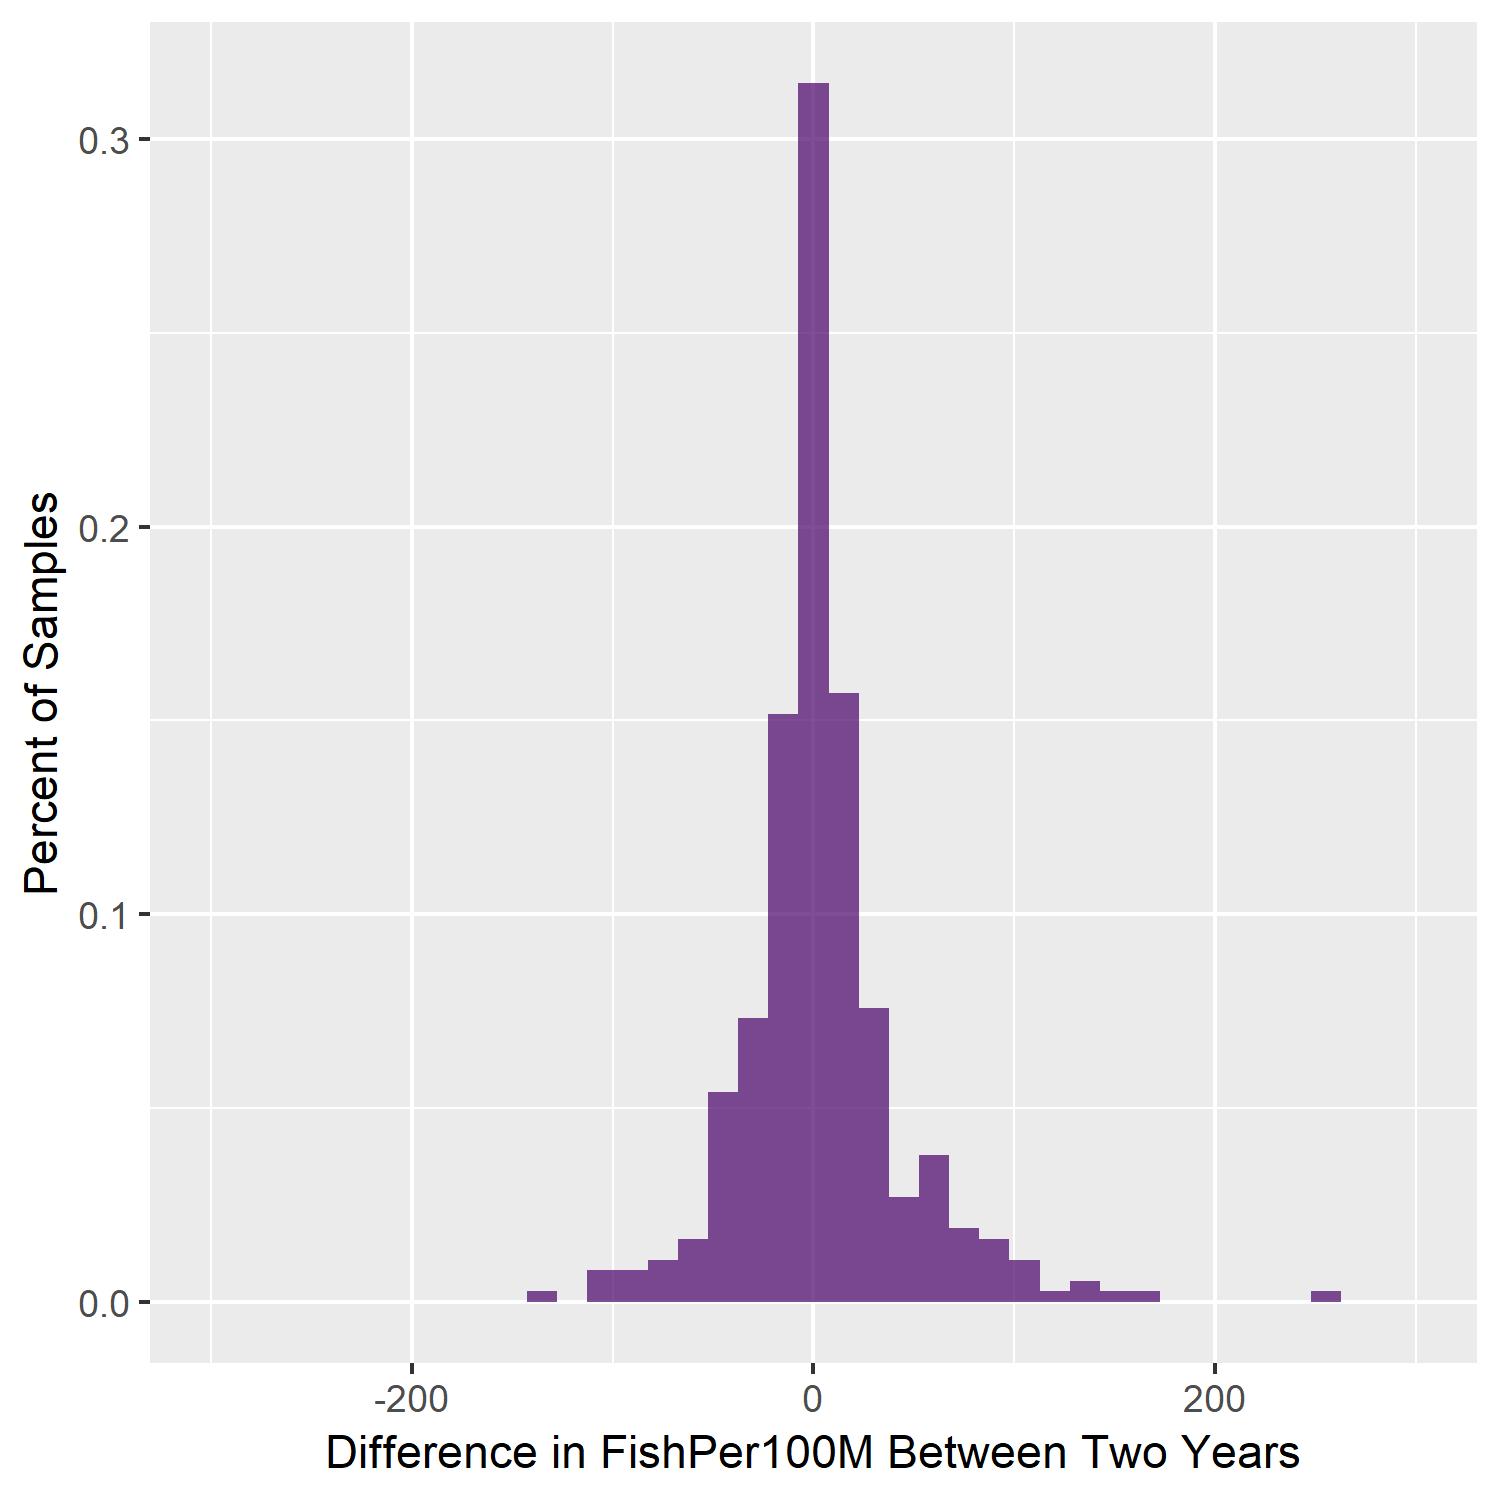 Percent of Samples
0.3
0.2
0.1
0.0
-200 0 200
Difference in FishPer100M Between Two Years